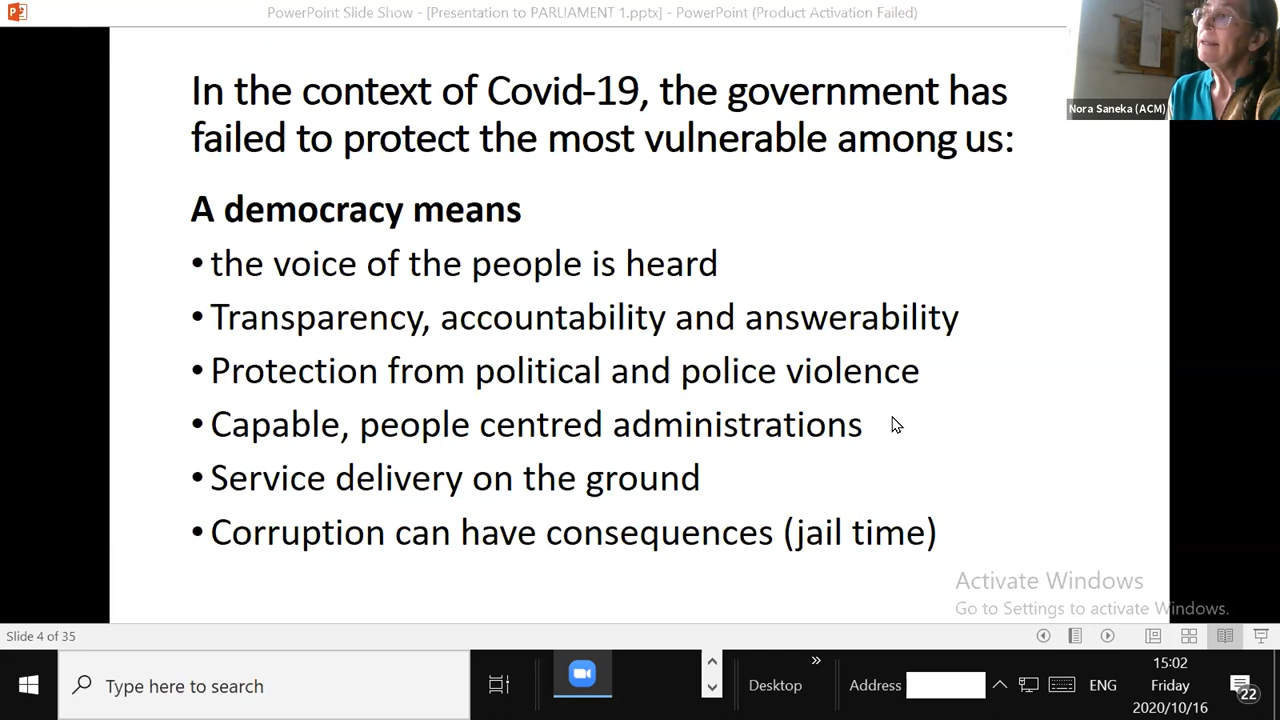 PowerPoint Slide Show - [Presentation to PARLIAMENT 1.pptx] - PowerPoint (Product Activation Failed)
Nora Saneka (ACM)
In the context of Covid-19, the government has
failed to protect the most vulnerable among us:
A democracy means
• the voice of the people is heard
• Transparency, accountability and answerability
• Protection from political and police violence
• Capable, people centred administrations
• Service delivery on the ground
• Corruption can have consequences (jail time)
Activate Windows
Go to Settings to activate Windows.
Slide 4 of 35
Type here to search
Desktop
»
Address
ENG
15:02
Friday
2020/10/16
22